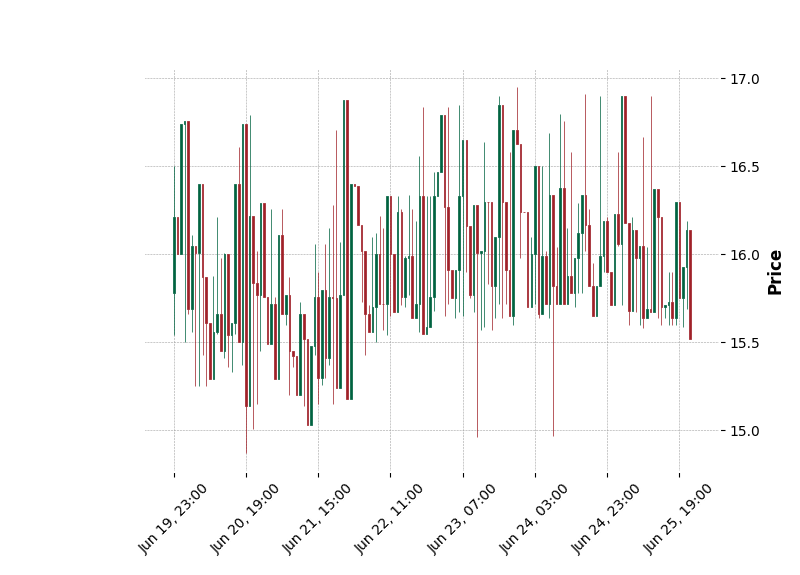 17.0
16.5
16.0
15.5
15.0
Price
Jun 19, 23:00
Jun 20, 19:00
Jun 21, 15:00
Jun 22, 11:00
Jun 23, 07:00
Jun 24, 03:00
Jun 24, 23:00
Jun 25, 19:00